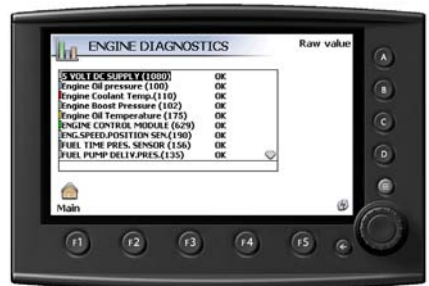 ENGINE DIAGNOSTICS
Raw value
5 VOLT DC SUPPLY (1080) OK
Engine Oil pressure (100) OK
Engine Coolant Temp.(110) OK
Engine Boost Pressure (102) OK
Engine Oil Temperature (175) OK
ENGINE CONTROL MODULE (629) OK
ENG.SPEED.POSITION SEN.(190) OK
FUEL TIME PRES. SENSOR (156) OK
FUEL PUMP DELIV.PRES.(135) OK
Main
A
B
C
D
F1 F2 F3 F4 F5